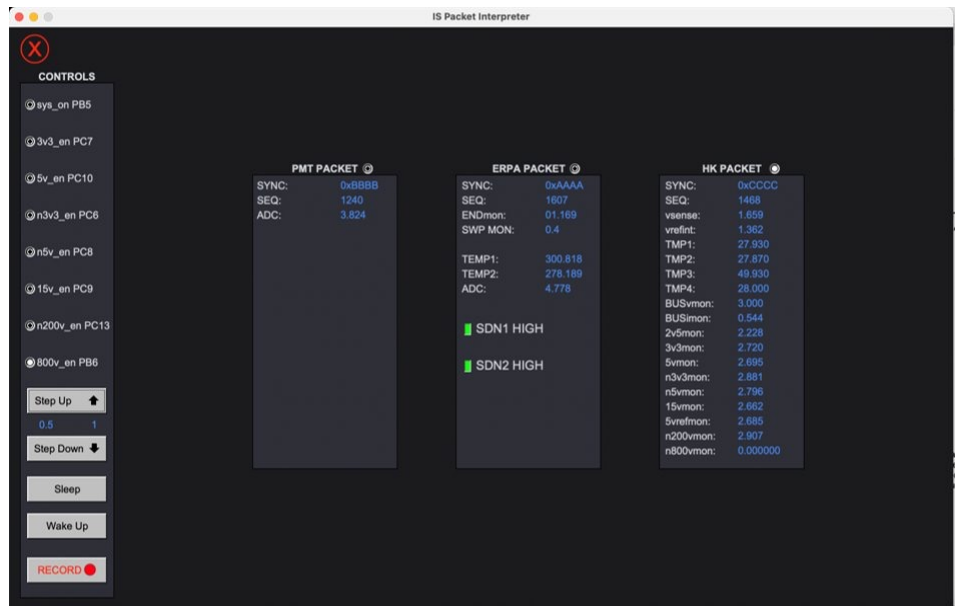 IS Packet Interpreter
X
CONTROLS
sys_on PB5
3v3_en PC7
5v_en PC10
n3v3_en PC6
n5v_en PC8
15v_en PC9
n200v_en PC13
800v_en PB6
Step Up
0.5 1
Step Down
Sleep
Wake Up
RECORD
PMT PACKET
SYNC: 0xBBBB
SEQ: 1240
ADC: 3.824
ERPA PACKET
SYNC: 0xAAAA
SEQ: 1607
ENDmon: 01.169
SWP MON: 0.4
TEMP1: 300.818
TEMP2: 278.189
ADC: 4.778
SDN1 HIGH
SDN2 HIGH
HK PACKET
SYNC: 0xCCCC
SEQ: 1468
vsense: 1.659
vrefint: 1.362
TMP1: 27.930
TMP2: 27.870
TMP3: 49.930
TMP4: 28.000
BUSvmon: 3.000
BUSimon: 0.544
2v5mon: 2.228
3v3mon: 2.720
5vmon: 2.695
n3v3mon: 2.881
n5vmon: 2.796
15vmon: 2.662
5vrefmon: 2.685
n200vmon: 2.907
n800vmon: 0.000000